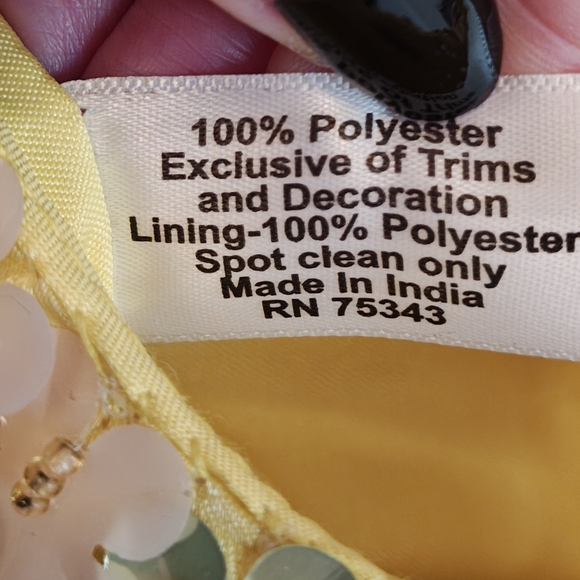 100% Polyester
Exclusive of Trims
and Decoration
Lining-100% Polyester
Spot clean only
Made In India
RN 75343